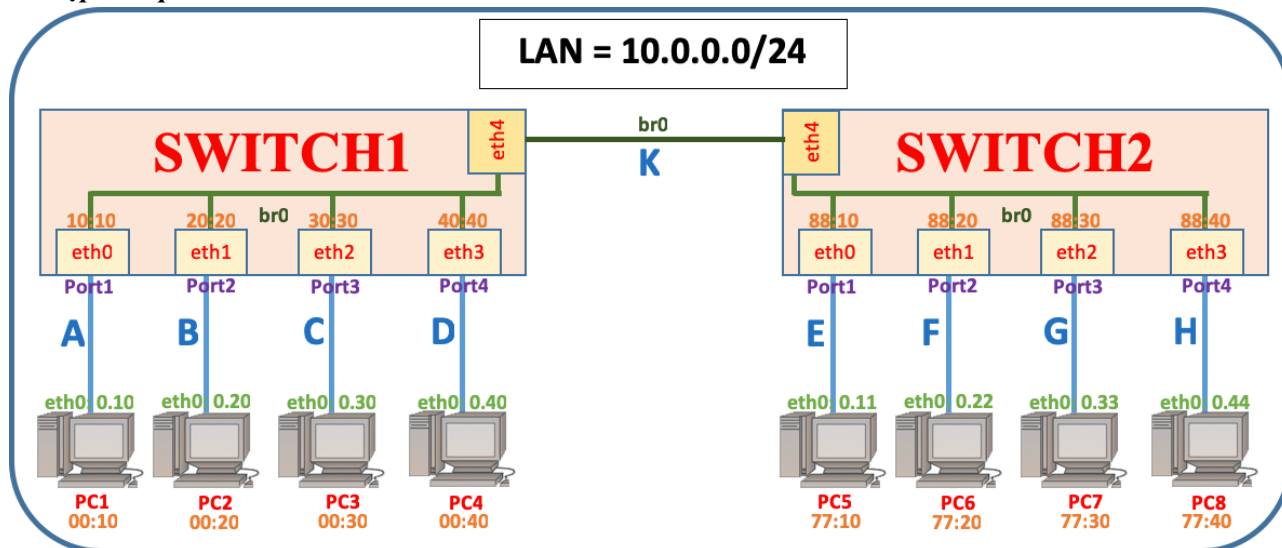 LAN = 10.0.0.0/24
SWITCH1
eth4
br0
K
eth4
SWITCH2
10:10 20:20 br0 30:30 40:40
88:10 88:20 88:30 br0 88:40
eth0 eth1 eth2 eth3
eth0 eth1 eth2 eth3
Port1 Port2 Port3 Port4
Port1 Port2 Port3 Port4
A B C D
E F G H
eth0: 0.10 eth0: 0.20 eth0: 0.30 eth0: 0.40
eth0: 0.11 eth0: 0.22 eth0: 0.33 eth0: 0.44
PC1 PC2 PC3 PC4
PC5 PC6 PC7 PC8
00:10 00:20 00:30 00:40
77:10 77:20 77:30 77:40